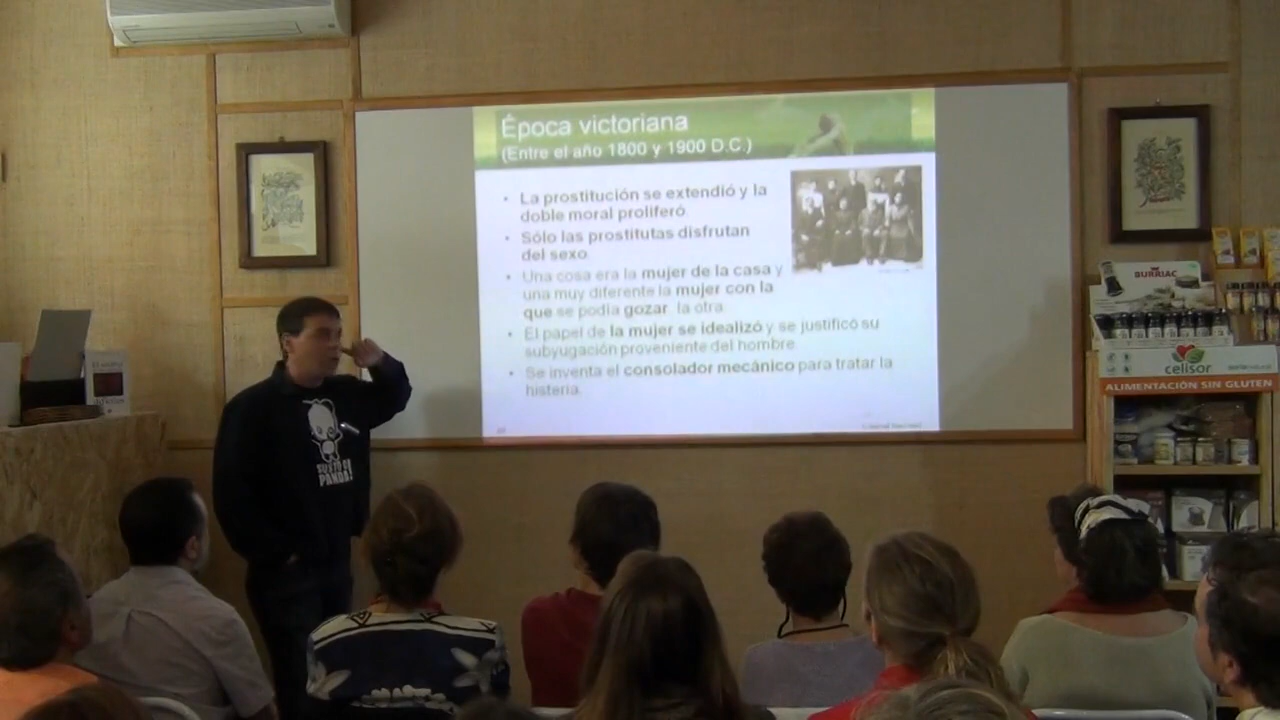 Época victoriana
(Entre el año 1800 y 1900 D.C.)
• La prostitución se extendió y la
doble moral proliferó
• Sólo las prostitutas disfrutan
del sexo
• Una cosa era la mujer de la casa y
una muy diferente la mujer con la
que se podía gozar la otra
• El papel de la mujer se idealizó y se justificó su
subyugación proveniente del hombre
• Se inventa el consolador mecánico para tratar la
histeria.
PANDA!
BURRIAC
celisor
ALIMENTACIÓN SIN GLUTEN